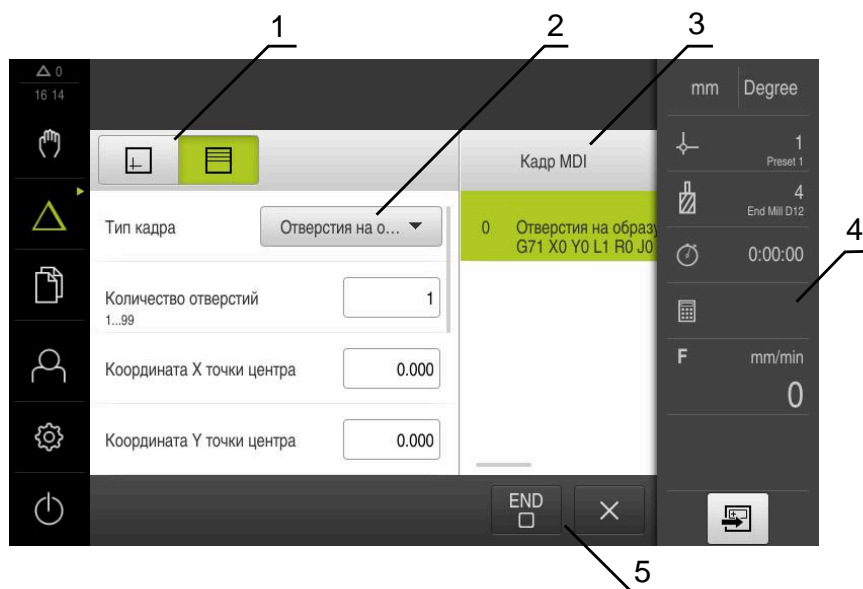 1
2
3
0
16 14
mm Degree
1
Preset 1
Кадр MDI
4
End Mill D12
Тип кадра
Отверстия на о...
0 Отверстия на образу
G71 X0 Y0 L1 R0 J0
4
0:00:00
Количество отверстий
1...99
1
F mm/min
0
Координата X точки центра
0.000
Координата Y точки центра
0.000
END
5